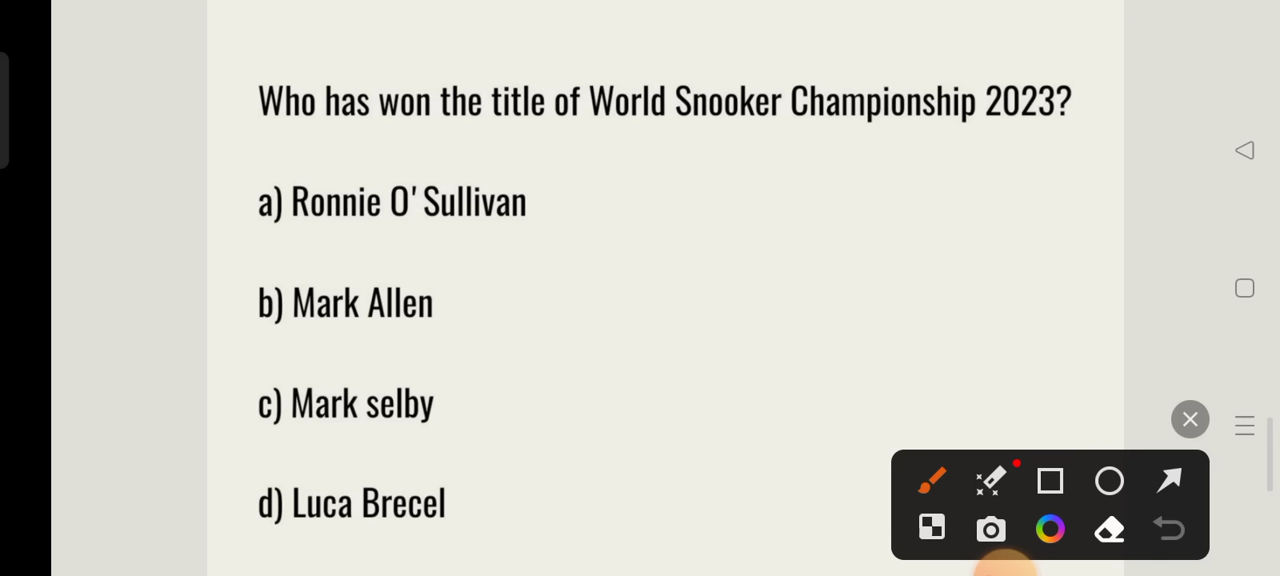 Who has won the title of World Snooker Championship 2023?
a) Ronnie O' Sullivan
b) Mark Allen
c) Mark selby
d) Luca Brecel